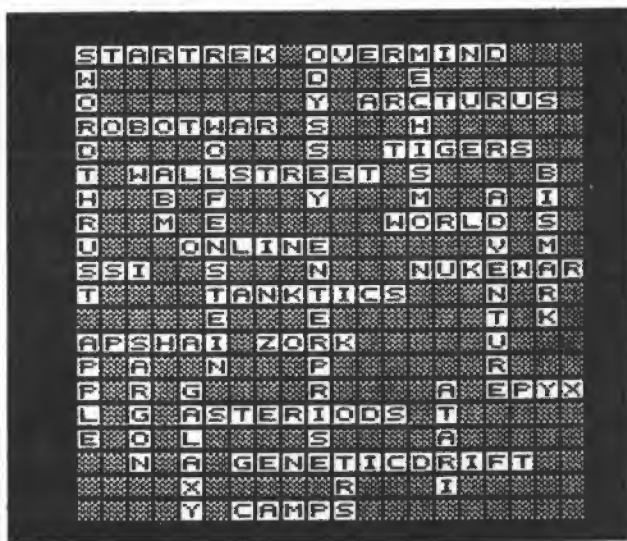 STARTREK OVERMIND
W D E
O Y ARCTURUS
ROBOTWAR S H
D O S TIGERS
T WALLSTREET S B
H B F Y M A I
R M E WORLD S
U ONLINE V M
SSI S N NUKEWAR
T TANKTICS N R
E E T K
APSHAI ZORK U
P A N P R
P R G R A EPYX
L G ASTERIODS T
E O L S A
N A GENETICDRIFT
X R I
Y CAMPS